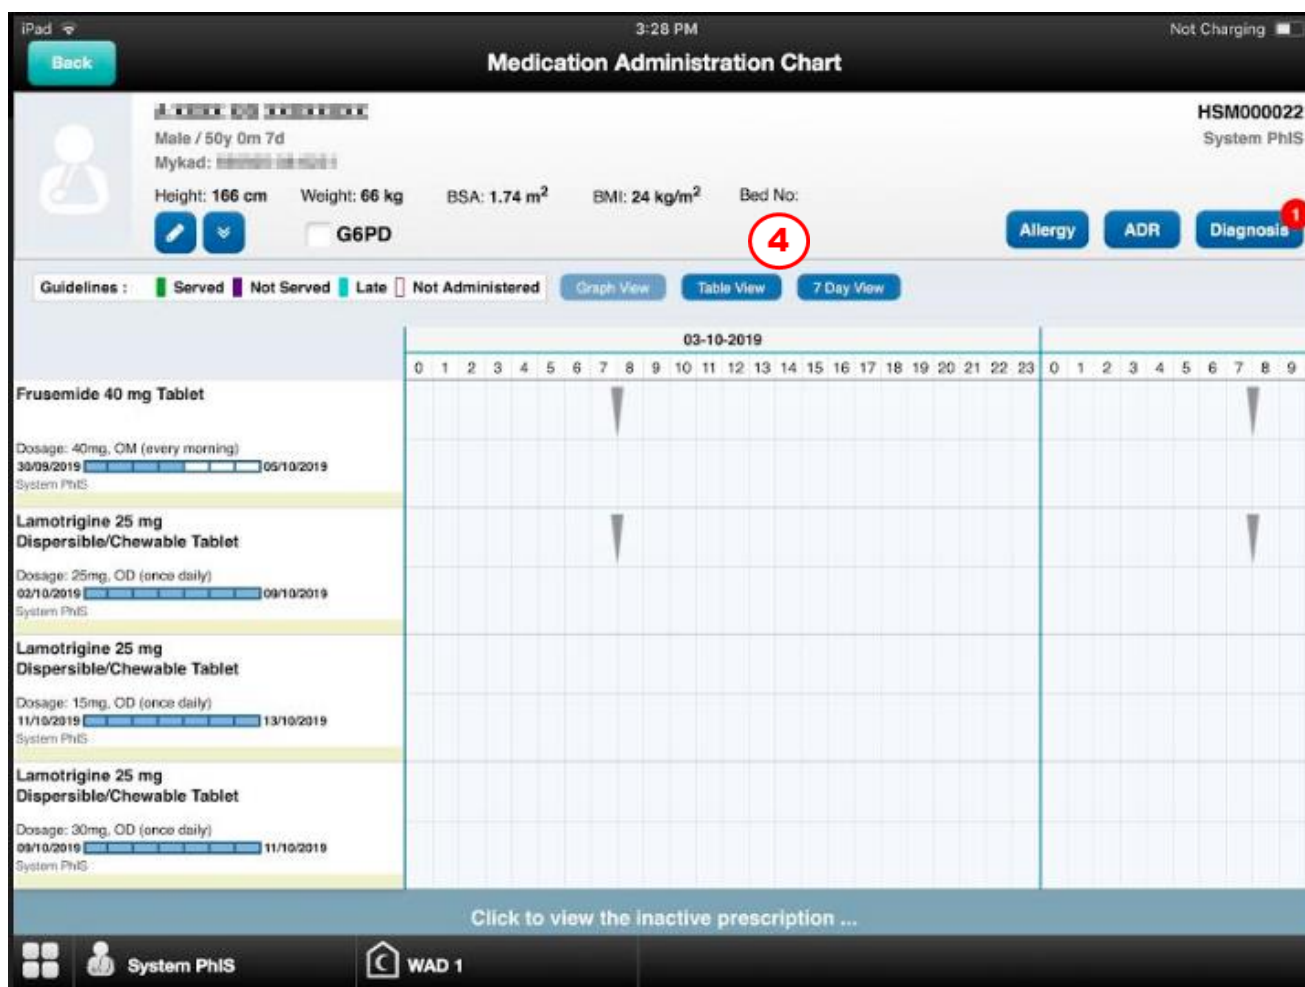 iPad 3:28 PM Not Charging
Back Medication Administration Chart
HSM000022
Male / 50y 0m 7d System PhIS
Mykad:
Height: 166 cm Weight: 66 kg BSA: 1.74 m² BMI: 24 kg/m² Bed No:
G6PD 4 Allergy ADR Diagnosis 1
Guidelines : Served Not Served Late Not Administered Graph View Table View 7 Day View
03-10-2019
0 1 2 3 4 5 6 7 8 9 10 11 12 13 14 15 16 17 18 19 20 21 22 23 0 1 2 3 4 5 6 7 8 9
Frusemide 40 mg Tablet
Dosage: 40mg, OM (every morning)
30/09/2019 05/10/2019
System PhIS
Lamotrigine 25 mg
Dispersible/Chewable Tablet
Dosage: 25mg, OD (once daily)
02/10/2019 09/10/2019
System PhIS
Lamotrigine 25 mg
Dispersible/Chewable Tablet
Dosage: 15mg, OD (once daily)
11/10/2019 13/10/2019
System PhIS
Lamotrigine 25 mg
Dispersible/Chewable Tablet
Dosage: 30mg, OD (once daily)
09/10/2019 11/10/2019
System PhIS
Click to view the inactive prescription ...
System PhIS WAD 1